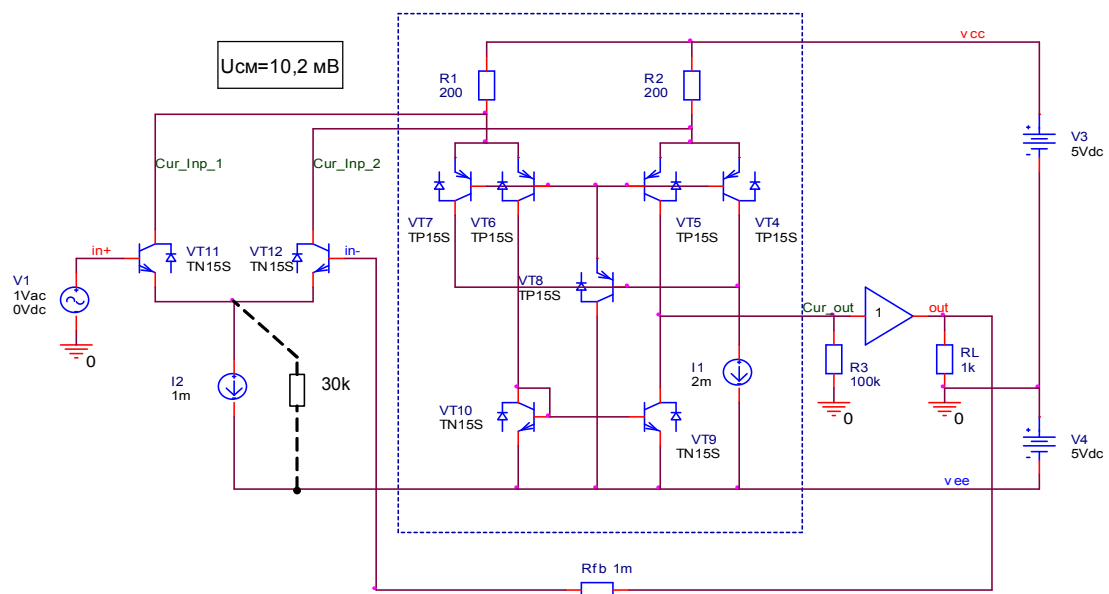 Uсм=10,2 мВ
vcc
R1
200
R2
200
V3
5Vdc
Cur_Inp_1
Cur_Inp_2
VT7
TP15S
VT6
TP15S
VT5
TP15S
VT4
TP15S
in+
VT11
TN15S
VT12
TN15S
in-
V1
1Vac
0Vdc
0
VT8
TP15S
Cur_out
1
out
I2
1m
30k
I1
2m
R3
100k
0
RL
1k
0
VT10
TN15S
VT9
TN15S
V4
5Vdc
vee
Rfb 1m